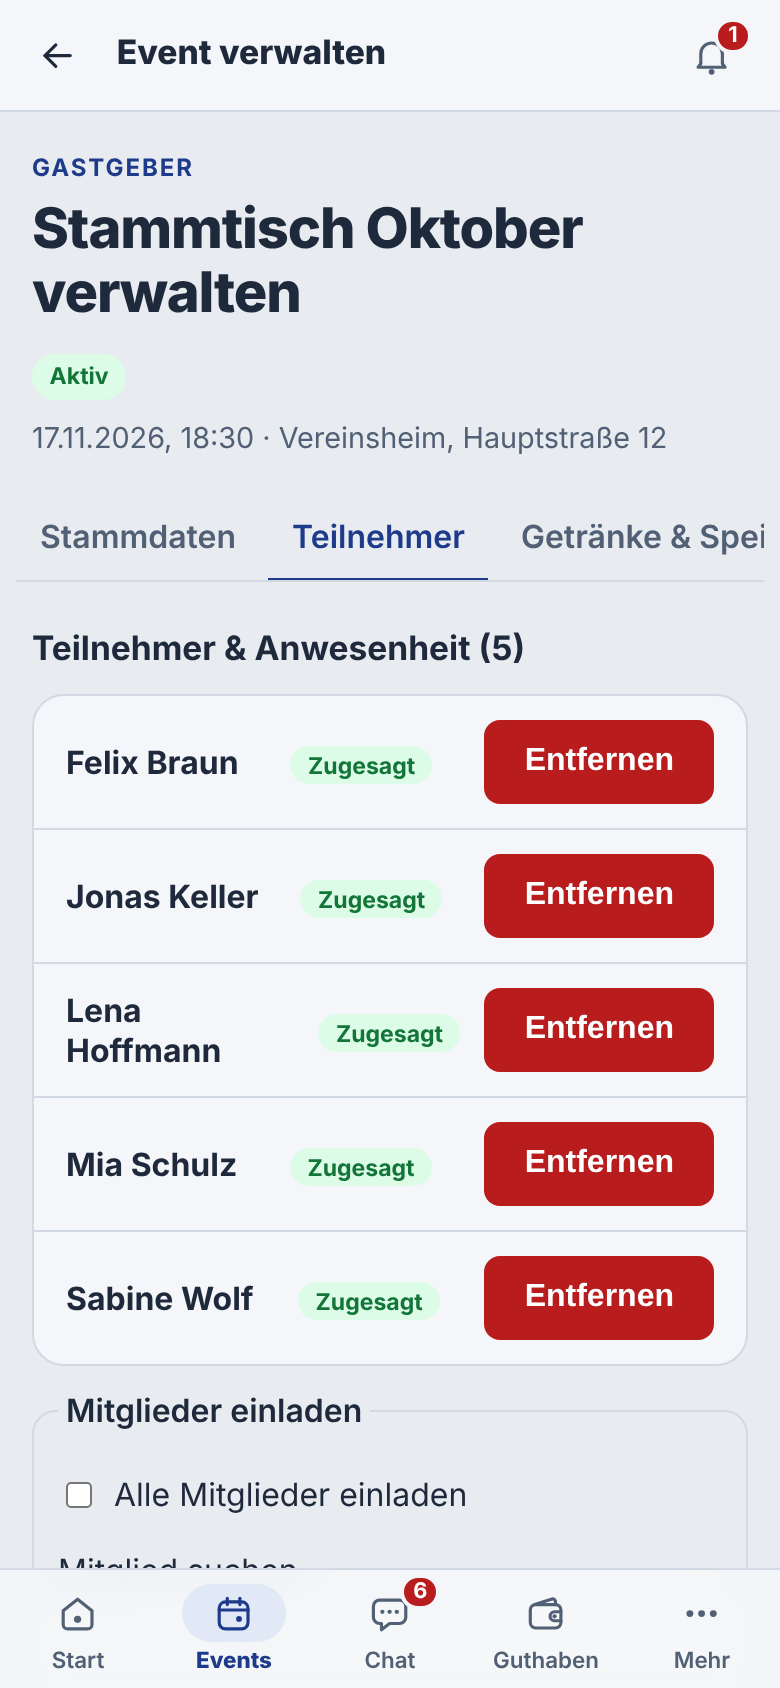 Event verwalten
1
GASTGEBER
Stammtisch Oktober
verwalten
Aktiv
17.11.2026, 18:30 · Vereinsheim, Hauptstraße 12
Stammdaten Teilnehmer Getränke & Spei
Teilnehmer & Anwesenheit (5)
Felix Braun Zugesagt Entfernen
Jonas Keller Zugesagt Entfernen
Lena
Hoffmann Zugesagt Entfernen
Mia Schulz Zugesagt Entfernen
Sabine Wolf Zugesagt Entfernen
Mitglieder einladen
Alle Mitglieder einladen
Mitglied suchen
6
Start Events Chat Guthaben Mehr